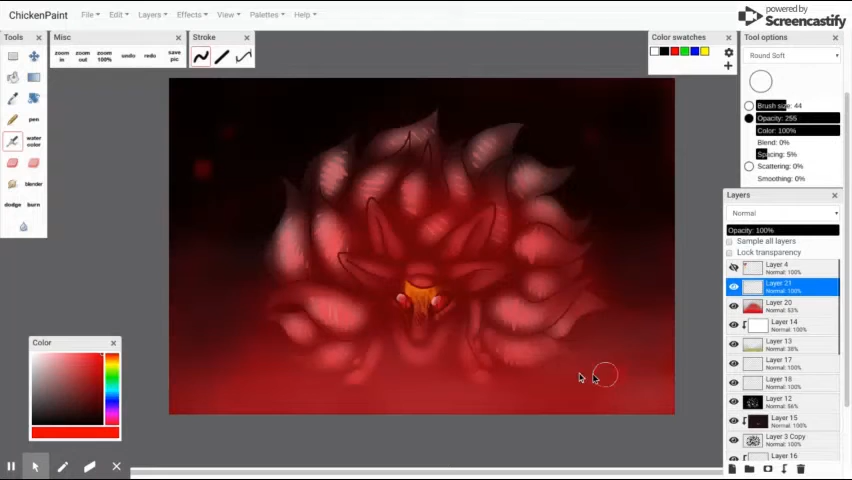 ChickenPaint
File Edit Layers Effects View Palettes Help
powered by
Screencastify
Tools
Misc
Stroke
Color swatches
Tool options
zoom in
zoom out
zoom 100%
undo
redo
save pic
Round Soft
pen
water color
blender
dodge
burn
Brush size: 44
Opacity: 255
Color: 100%
Blend: 0%
Spacing: 5%
Scattering: 0%
Smoothing: 0%
Layers
Normal
Opacity: 100%
Sample all layers
Lock transparency
Layer 4
Normal: 100%
Layer 21
Normal: 100%
Layer 20
Normal: 53%
Layer 14
Normal: 100%
Layer 13
Normal: 38%
Layer 17
Normal: 100%
Layer 18
Normal: 100%
Layer 12
Normal: 56%
Layer 15
Normal: 100%
Layer 3 Copy
Normal: 100%
Layer 16
Color